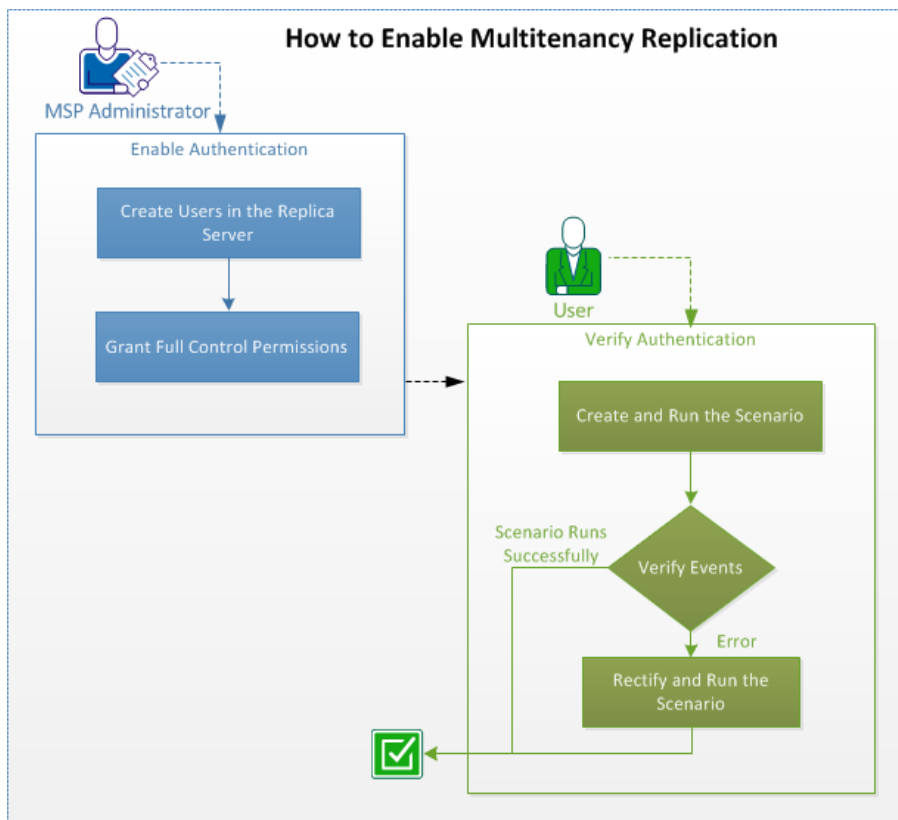 How to Enable Multitenancy Replication
MSP Administrator
Enable Authentication
Create Users in the Replica
Server
Grant Full Control Permissions
User
Verify Authentication
Create and Run the Scenario
Scenario Runs
Successfully
Verify Events
Error
Rectify and Run the
Scenario